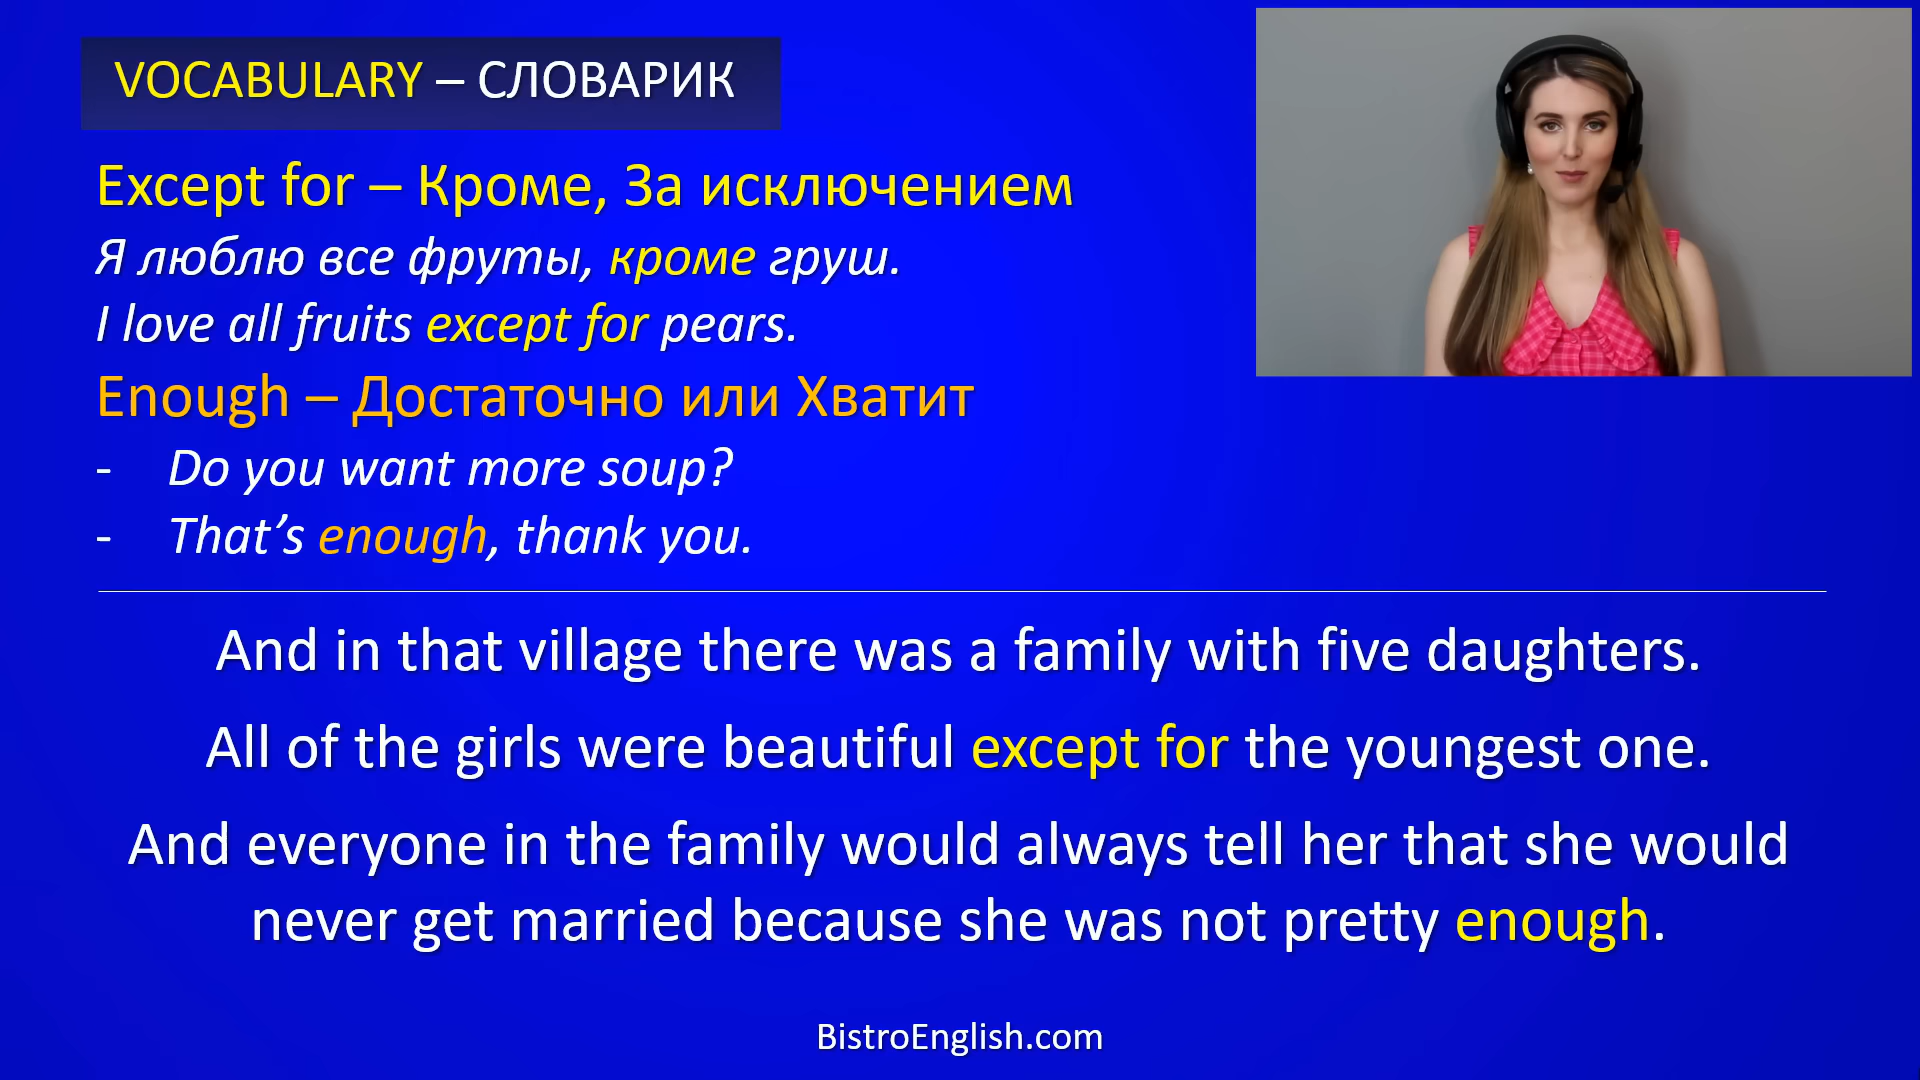 VOCABULARY – СЛОВАРИК
Except for – Кроме, За исключением
Я люблю все фруты, кроме груш.
I love all fruits except for pears.
Enough – Достаточно или Хватит
- Do you want more soup?
- That’s enough, thank you.
And in that village there was a family with five daughters.
All of the girls were beautiful except for the youngest one.
And everyone in the family would always tell her that she would
never get married because she was not pretty enough.
BistroEnglish.com